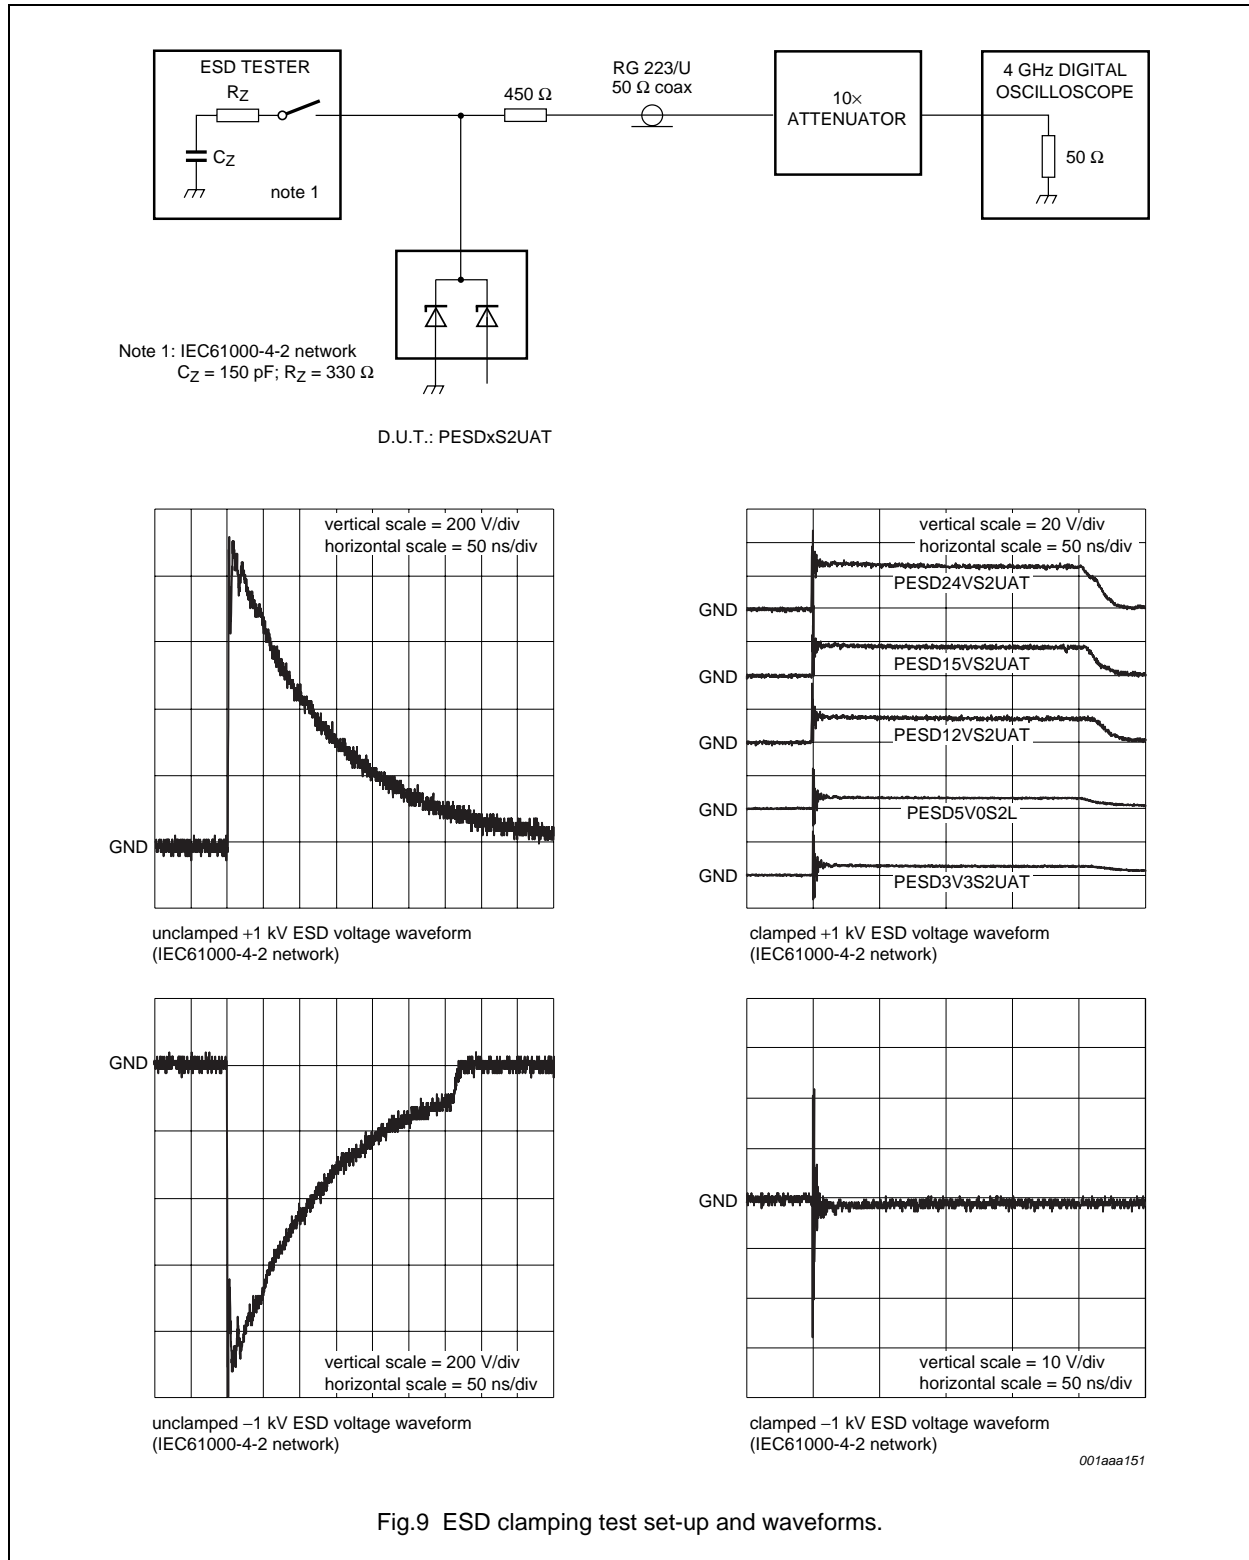 ESD TESTER
RZ
CZ
note 1
450 Ω
RG 223/U
50 Ω coax
10×
ATTENUATOR
4 GHz DIGITAL
OSCILLOSCOPE
50 Ω
Note 1: IEC61000-4-2 network
CZ = 150 pF; RZ = 330 Ω
D.U.T.: PESDxS2UAT
vertical scale = 200 V/div
horizontal scale = 50 ns/div
GND
unclamped +1 kV ESD voltage waveform
(IEC61000-4-2 network)
vertical scale = 20 V/div
horizontal scale = 50 ns/div
PESD24VS2UAT
GND
PESD15VS2UAT
GND
PESD12VS2UAT
GND
GND
PESD5V0S2L
GND
PESD3V3S2UAT
clamped +1 kV ESD voltage waveform
(IEC61000-4-2 network)
GND
vertical scale = 200 V/div
horizontal scale = 50 ns/div
unclamped −1 kV ESD voltage waveform
(IEC61000-4-2 network)
GND
vertical scale = 10 V/div
horizontal scale = 50 ns/div
clamped −1 kV ESD voltage waveform
(IEC61000-4-2 network)
001aaa151
Fig.9 ESD clamping test set-up and waveforms.